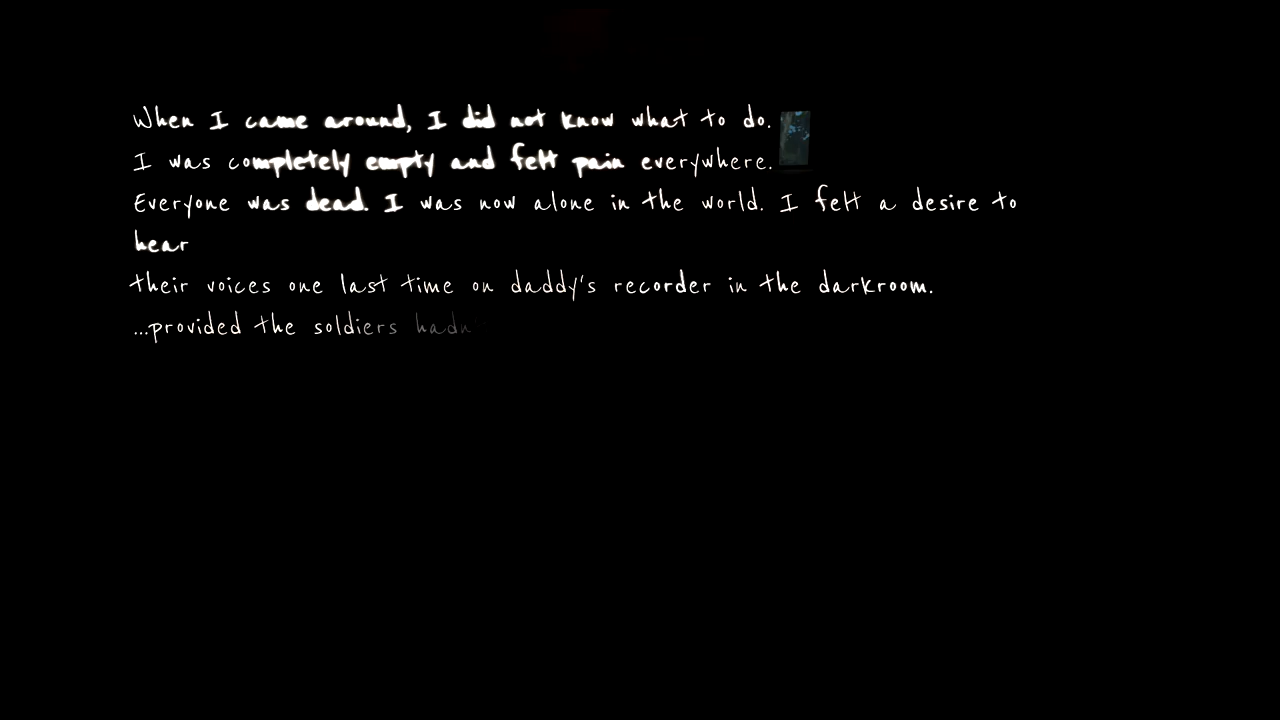 When I came around, I did not know what to do.
I was completely empty and felt pain everywhere.
Everyone was dead. I was now alone in the world. I felt a desire to
hear
their voices one last time on daddy's recorder in the darkroom.
...provided the soldiers hadn